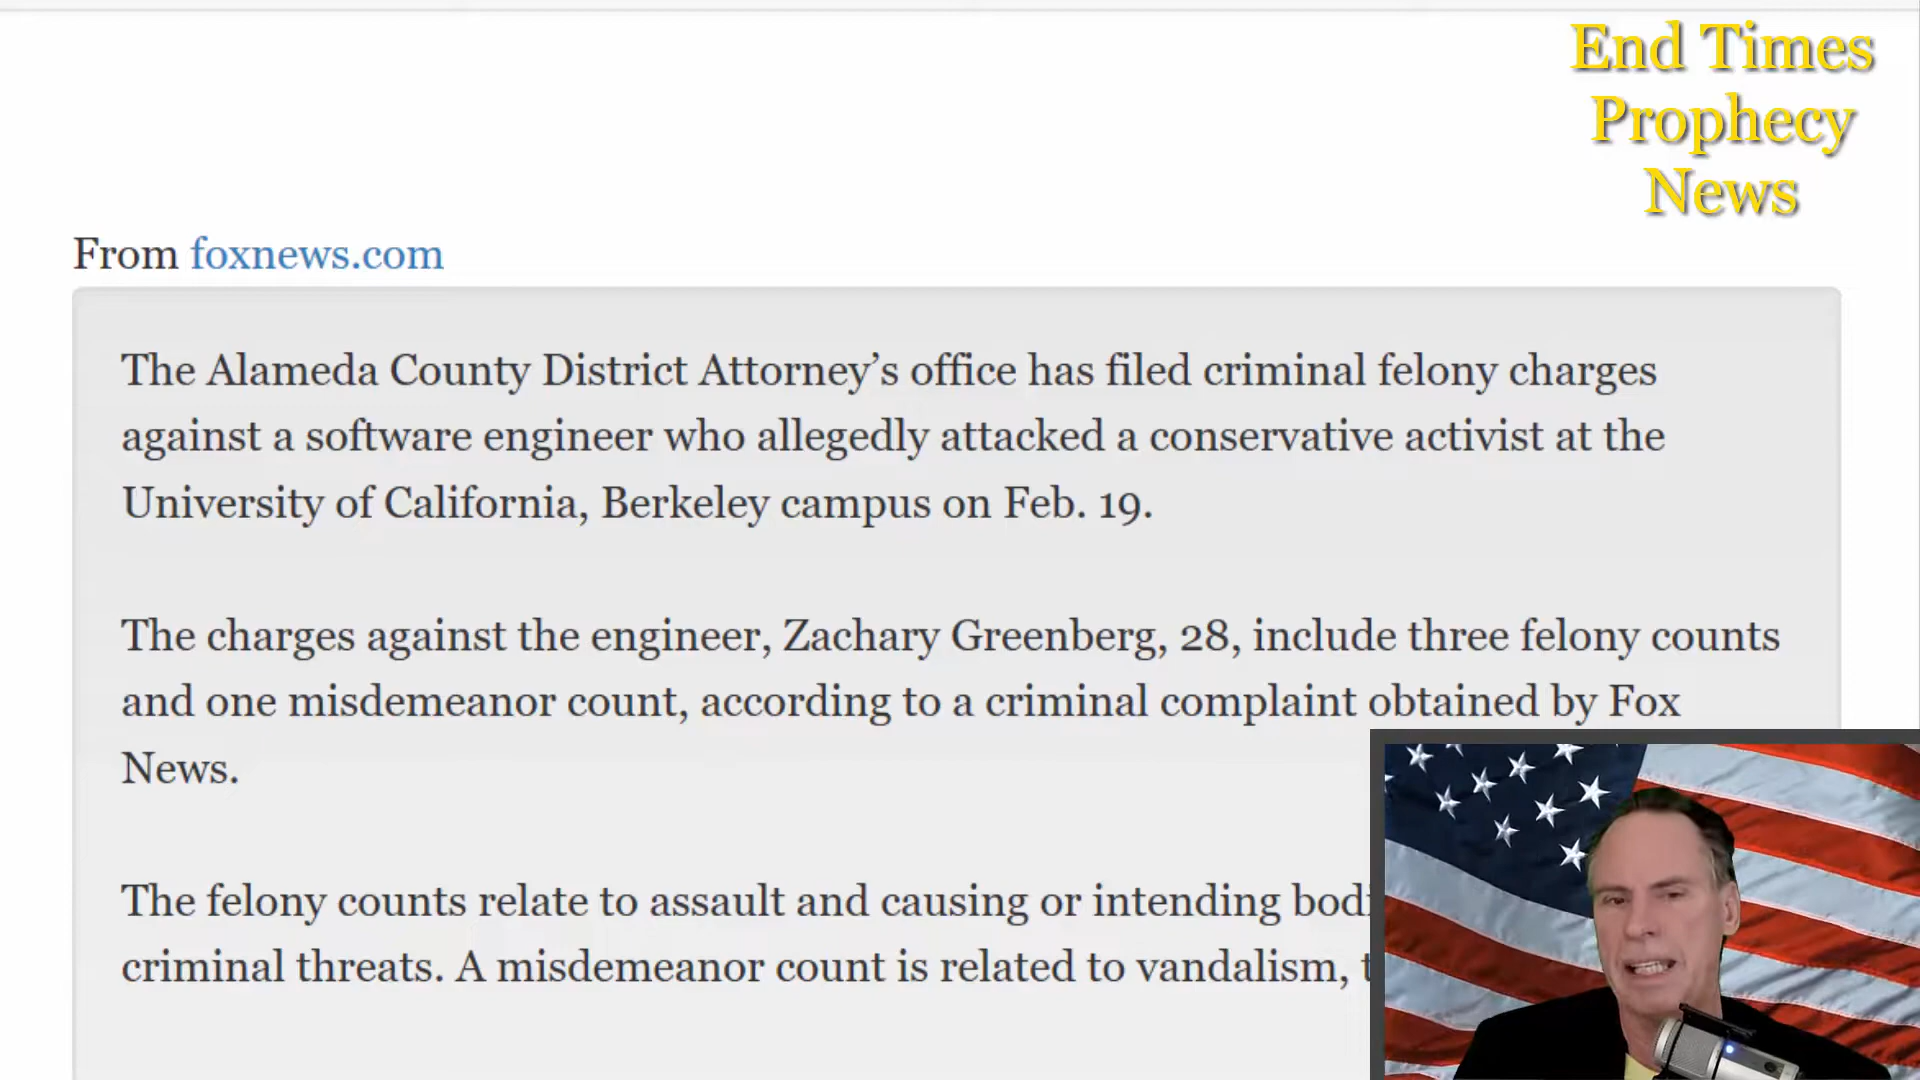 End Times
Prophecy
News
From foxnews.com
The Alameda County District Attorney’s office has filed criminal felony charges
against a software engineer who allegedly attacked a conservative activist at the
University of California, Berkeley campus on Feb. 19.
The charges against the engineer, Zachary Greenberg, 28, include three felony counts
and one misdemeanor count, according to a criminal complaint obtained by Fox
News.
The felony counts relate to assault and causing or intending
criminal threats. A misdemeanor count is related to vandalism,